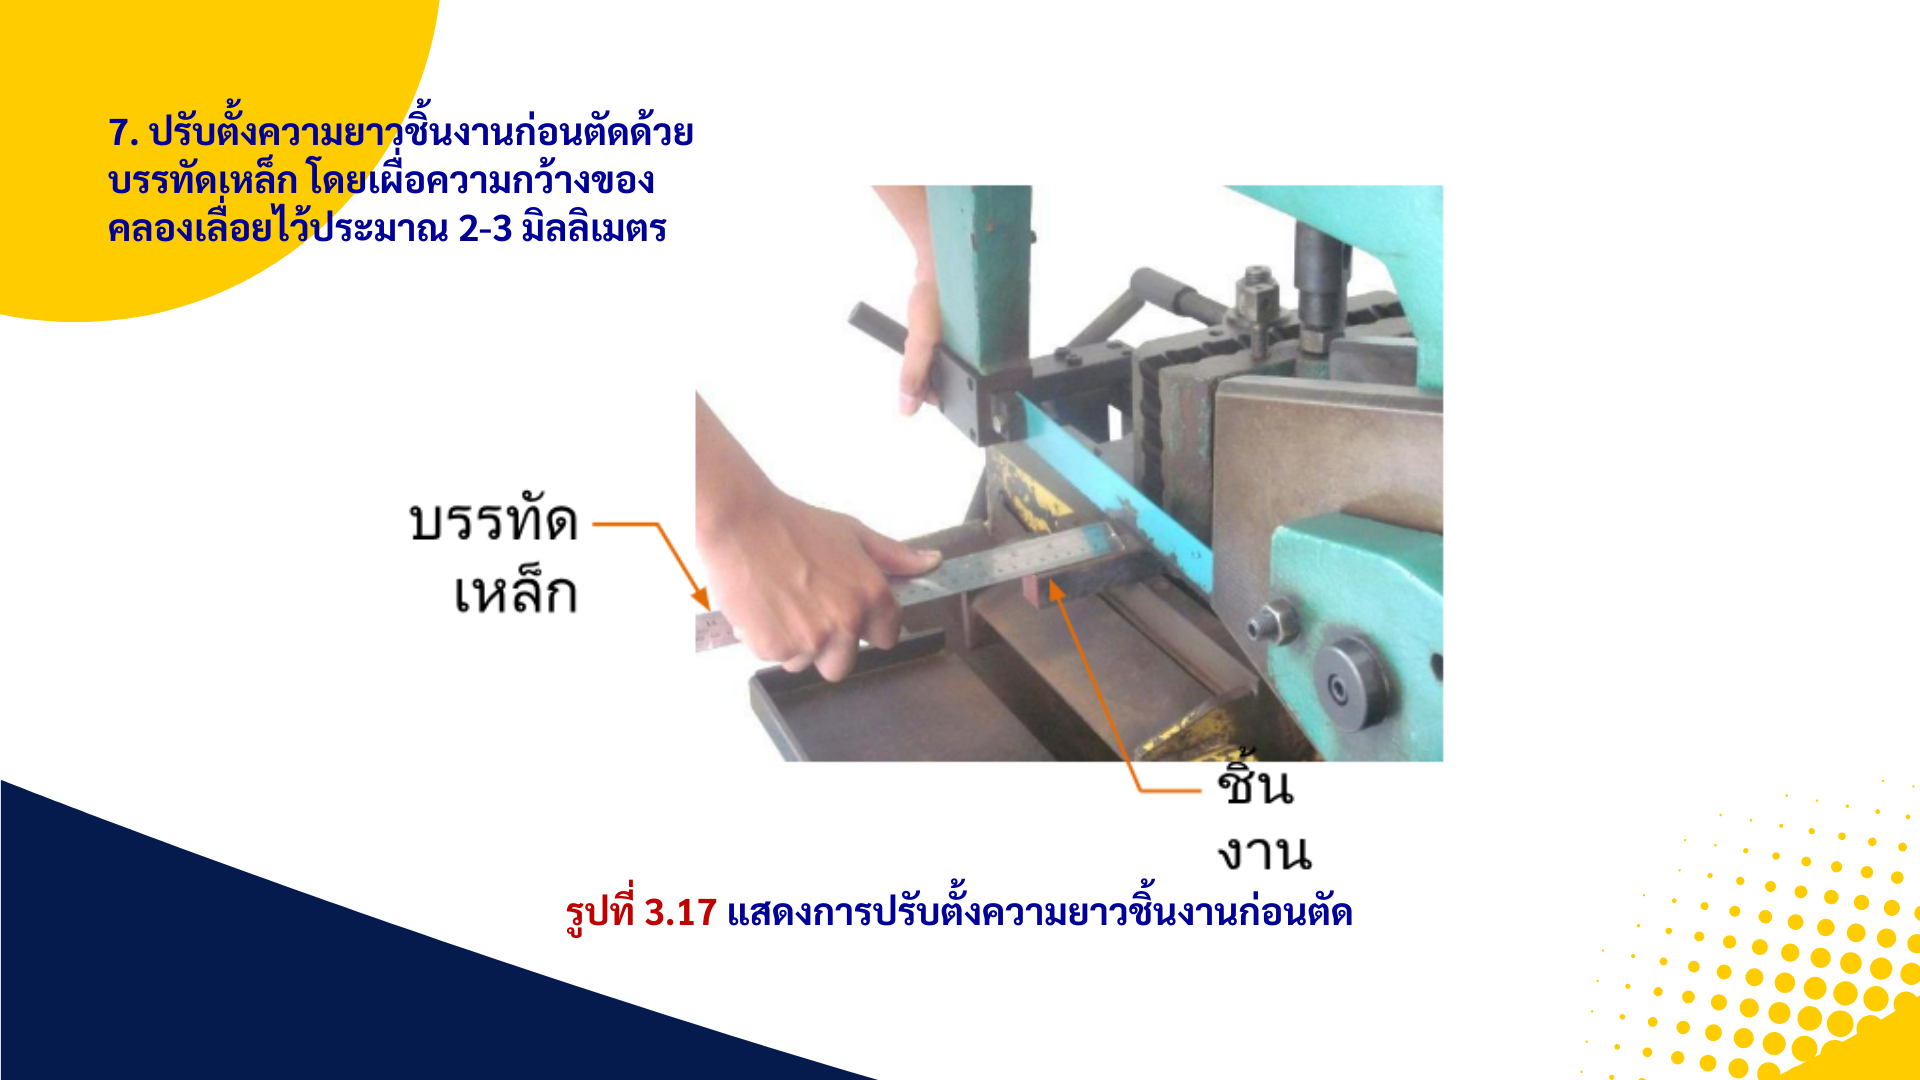 7. ปรับตั้งความยาวชิ้นงานก่อนตัดด้วย
บรรทัดเหล็ก โดยเผื่อความกว้างของ
คลองเลื่อยไว้ประมาณ 2-3 มิลลิเมตร
บรรทัด
เหล็ก
ชิ้น
งาน
รูปที่ 3.17 แสดงการปรับตั้งความยาวชิ้นงานก่อนตัด